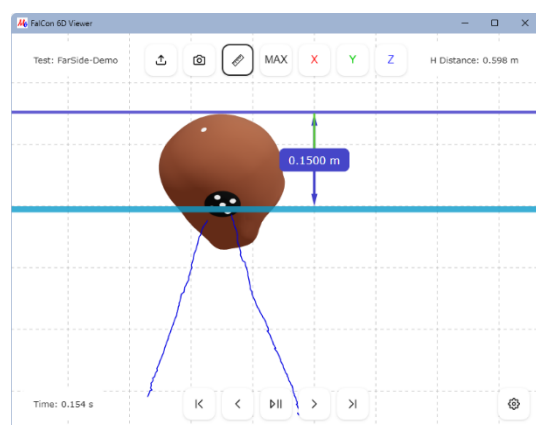 FalCon 6D Viewer
Test: FarSide-Demo
MAX
X
Y
Z
H Distance: 0.598 m
0.1500 m
Time: 0.154 s